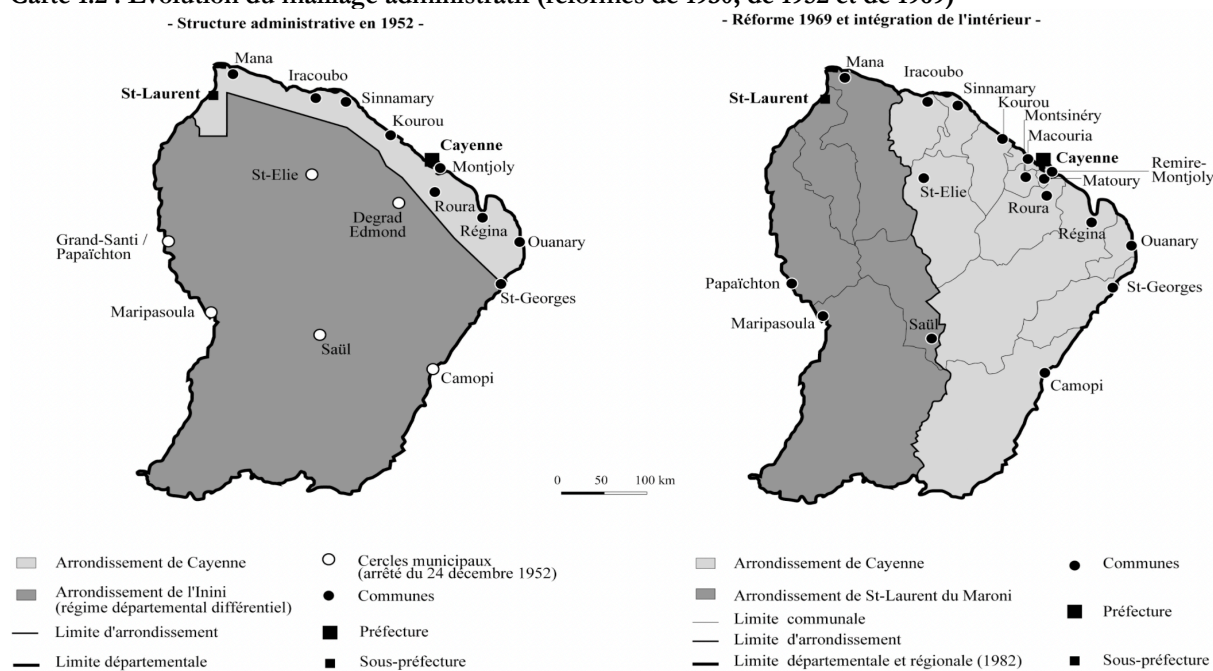 Carte 1.2 : Evolution du maillage administratif (réformes de 1930, de 1952 et de 1969)
- Structure administrative en 1952 -
Mana
Iracoubo
St-Laurent
Sinnamary
Kourou
Cayenne
Montjoly
St-Elie
Degrad
Edmond
Roura
Régina
Grand-Santi /
Papaïchton
Ouanary
St-Georges
Maripasoula
Saül
Camopi
0 50 100 km
Arrondissement de Cayenne
Arrondissement de l'Inini
(régime départemental différentiel)
Limite d'arrondissement
Limite départementale
Cercles municipaux
(arrêté du 24 décembre 1952)
Communes
Préfecture
Sous-préfecture
- Réforme 1969 et intégration de l'intérieur -
Mana
Iracoubo
St-Laurent
Sinnamary
Kourou
Montsinéry
Macouria
Cayenne
Remire-
Montjoly
Matoury
St-Elie
Roura
Régina
Ouanary
Papaïchton
St-Georges
Maripasoula
Saül
Camopi
Arrondissement de Cayenne
Arrondissement de St-Laurent du Maroni
Limite communale
Limite d'arrondissement
Limite départementale et régionale (1982)
Communes
Préfecture
Sous-préfecture